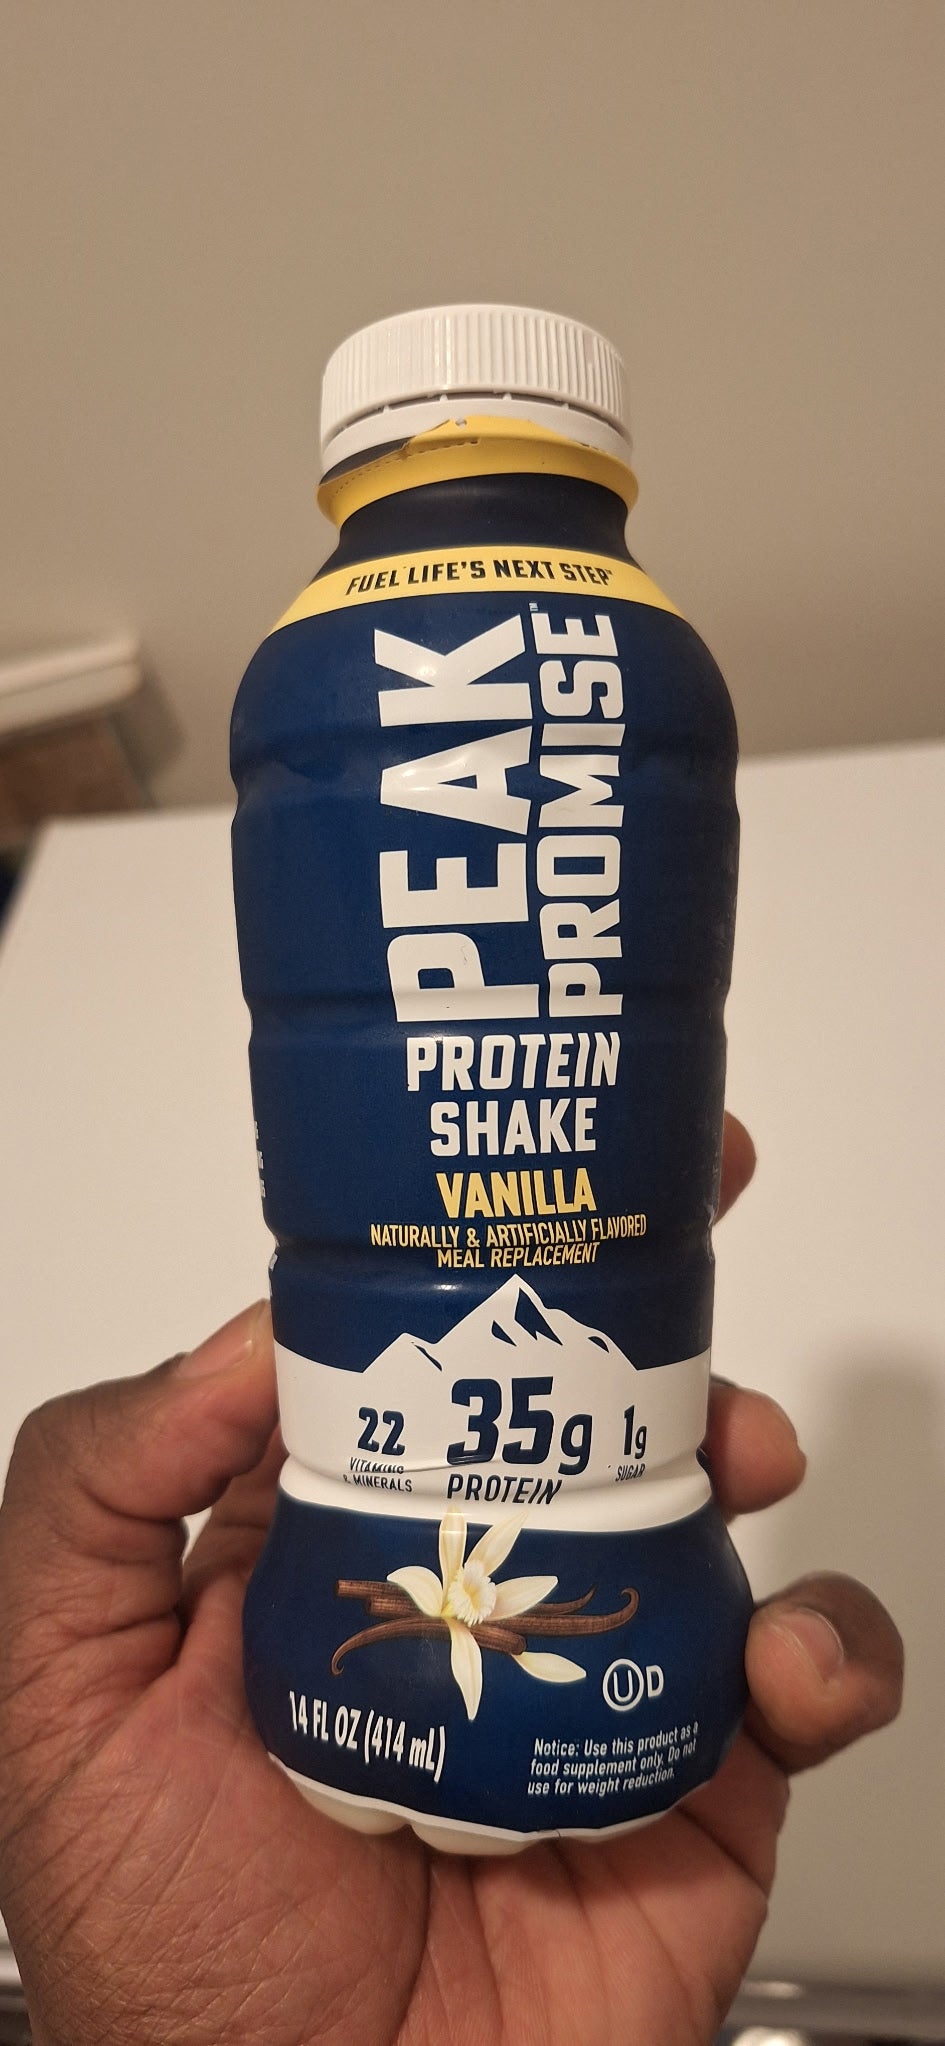 FUEL LIFE'S NEXT STEP™
PEAK
PROMISE™
PROTEIN
SHAKE
VANILLA
NATURALLY & ARTIFICIALLY FLAVORED
MEAL REPLACEMENT
22
VITAMINS
& MINERALS
35g
PROTEIN
1g
SUGAR
U D
14 FL OZ (414 mL)
Notice: Use this product as a
food supplement only. Do not
use for weight reduction.